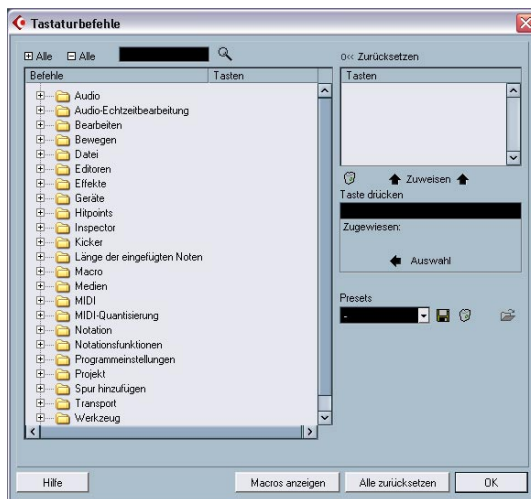 Tastaturbefehle
Alle Alle
Zurücksetzen
Befehle Tasten
Tasten
Audio
Audio-Echtzeitbearbeitung
Bearbeiten
Bewegen
Datei
Editoren
Effekte
Geräte
Hitpoints
Inspector
Kicker
Länge der eingefügten Noten
Macro
Medien
MIDI
MIDI-Quantisierung
Notation
Notationsfunktionen
Programmeinstellungen
Projekt
Spur hinzufügen
Transport
Werkzeug
Zuweisen
Taste drücken
Zugewiesen:
Auswahl
Presets
-
Hilfe
Macros anzeigen
Alle zurücksetzen
OK